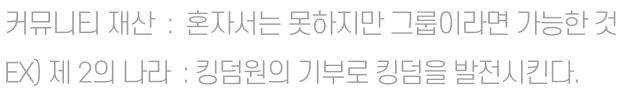 커뮤니티 재산 : 혼자서는 못하지만 그룹이라면 가능한 것
EX) 제 2의 나라 : 킹덤원의 기부로 킹덤을 발전시킨다.